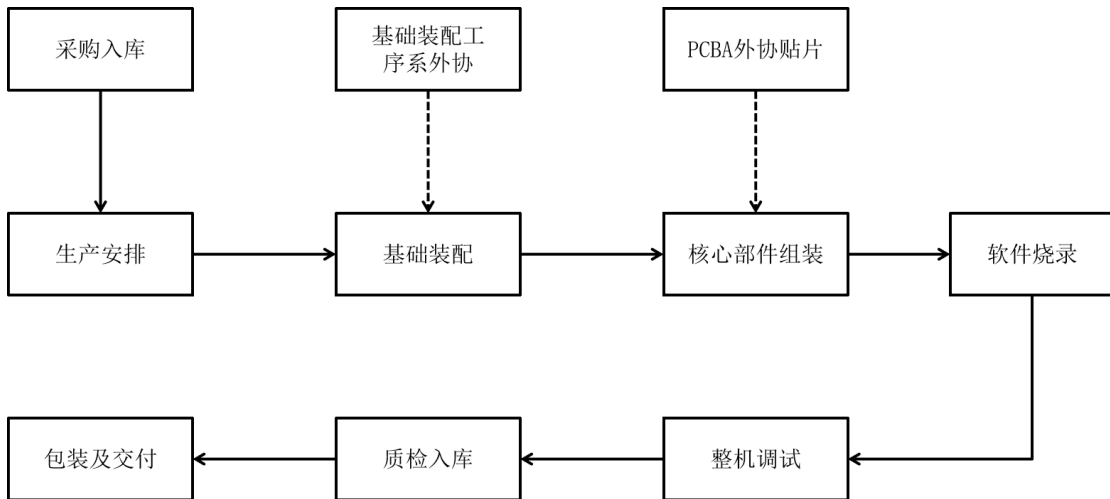 采购入库
基础装配工
序系外协
PCBA外协贴片
生产安排
基础装配
核心部件组装
软件烧录
包装及交付
质检入库
整机调试